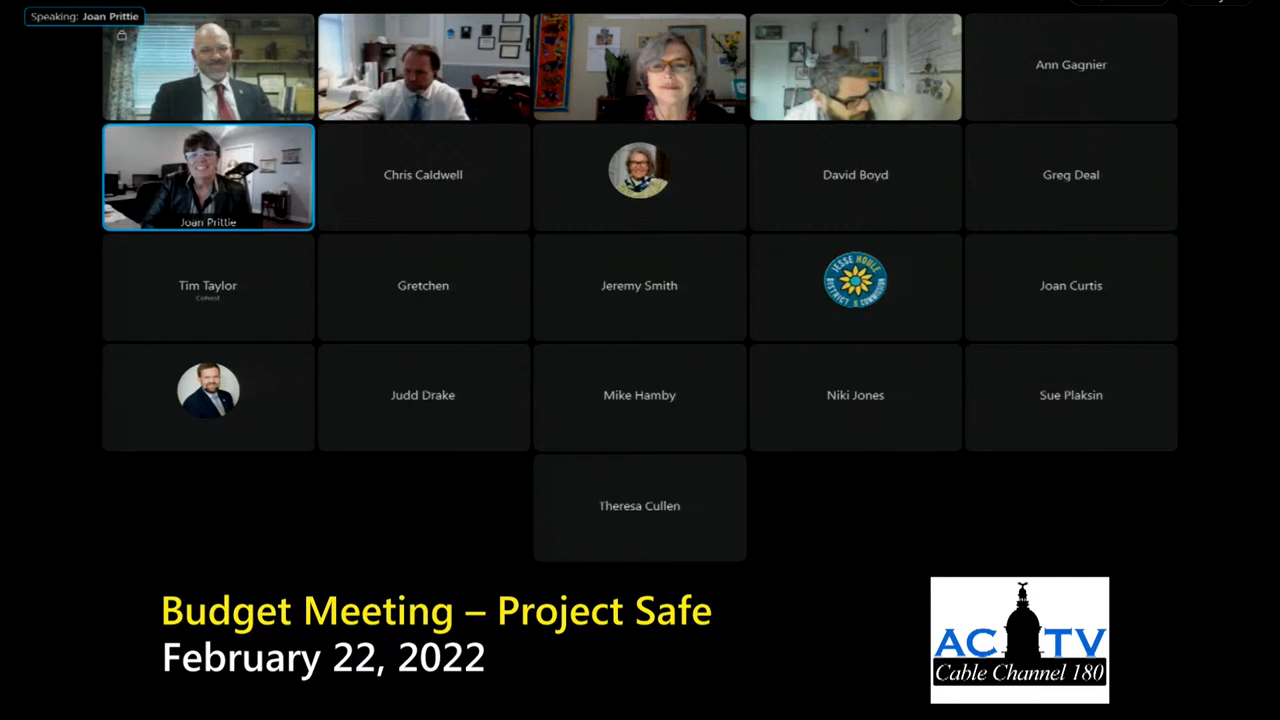 Speaking: Joan Prittie
Ann Gagnier
Joan Prittie
Chris Caldwell
David Boyd
Greg Deal
Tim Taylor
Cohost
Gretchen
Jeremy Smith
JESSE HOULE
DISTRICT 6 COMMISSION
Joan Curtis
Judd Drake
Mike Hamby
Niki Jones
Sue Plaksin
Theresa Cullen
Budget Meeting – Project Safe
February 22, 2022
ACTV
Cable Channel 180